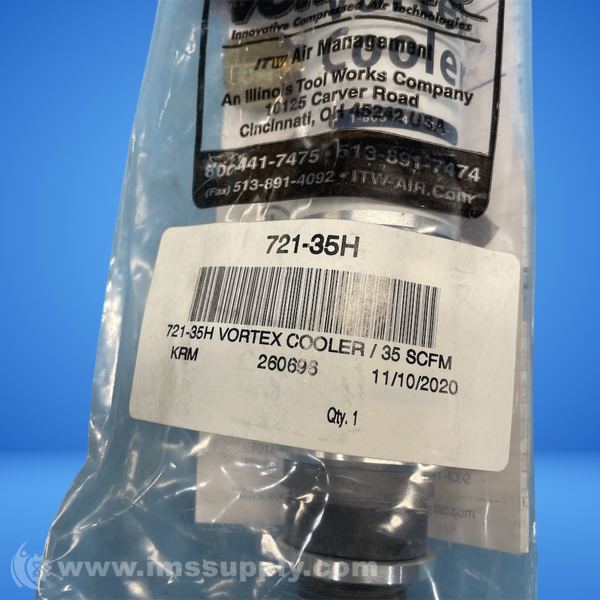 Innovative Compressed Air Technologies
Cooler
ITW Air Management
An Illinois Tool Works Company
10125 Carver Road
Cincinnati, OH 45242 USA
800-441-7475 · 513-891-7474
(Fax) 513-891-4092 • ITW-AIR.Com
721-35H
721-35H VORTEX COOLER / 35 SCFM
KRM 260696 11/10/2020
Qty. 1
www.imssupply.com